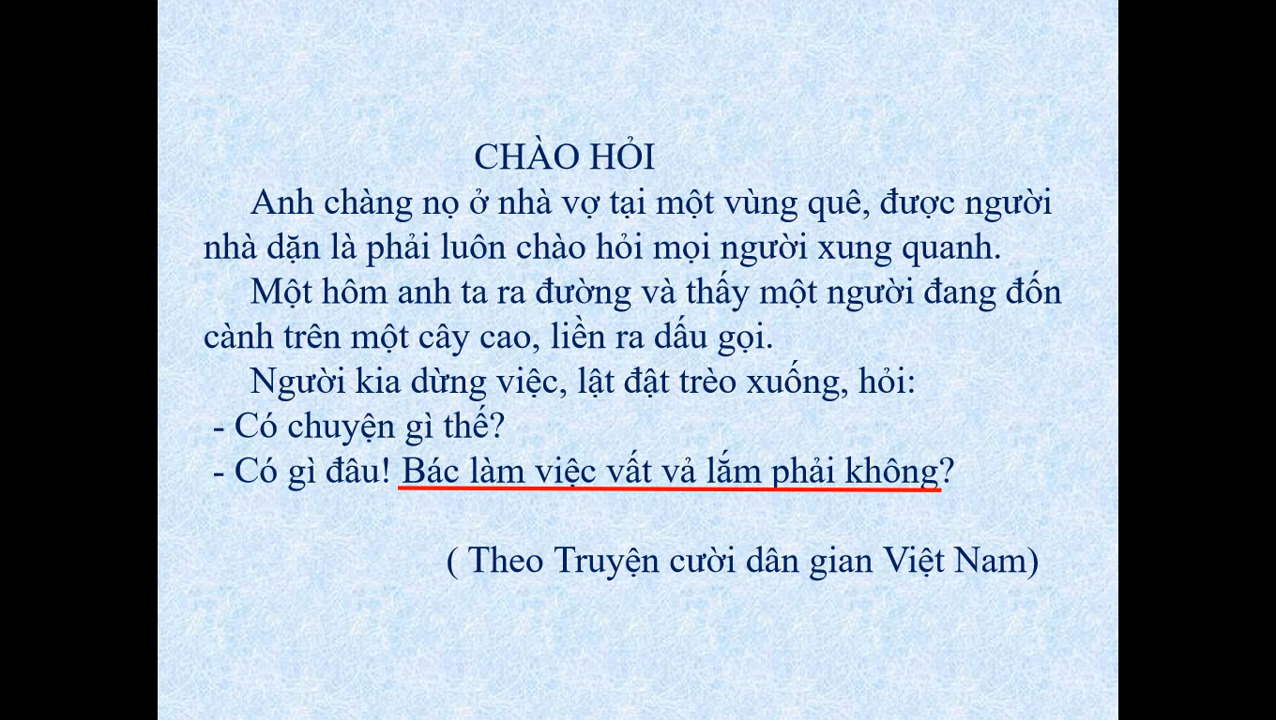 CHÀO HỎI
Anh chàng nọ ở nhà vợ tại một vùng quê, được người
nhà dặn là phải luôn chào hỏi mọi người xung quanh.
Một hôm anh ta ra đường và thấy một người đang đốn
cành trên một cây cao, liền ra dấu gọi.
Người kia dừng việc, lật đật trèo xuống, hỏi:
- Có chuyện gì thế?
- Có gì đâu! Bác làm việc vất vả lắm phải không?
( Theo Truyện cười dân gian Việt Nam)